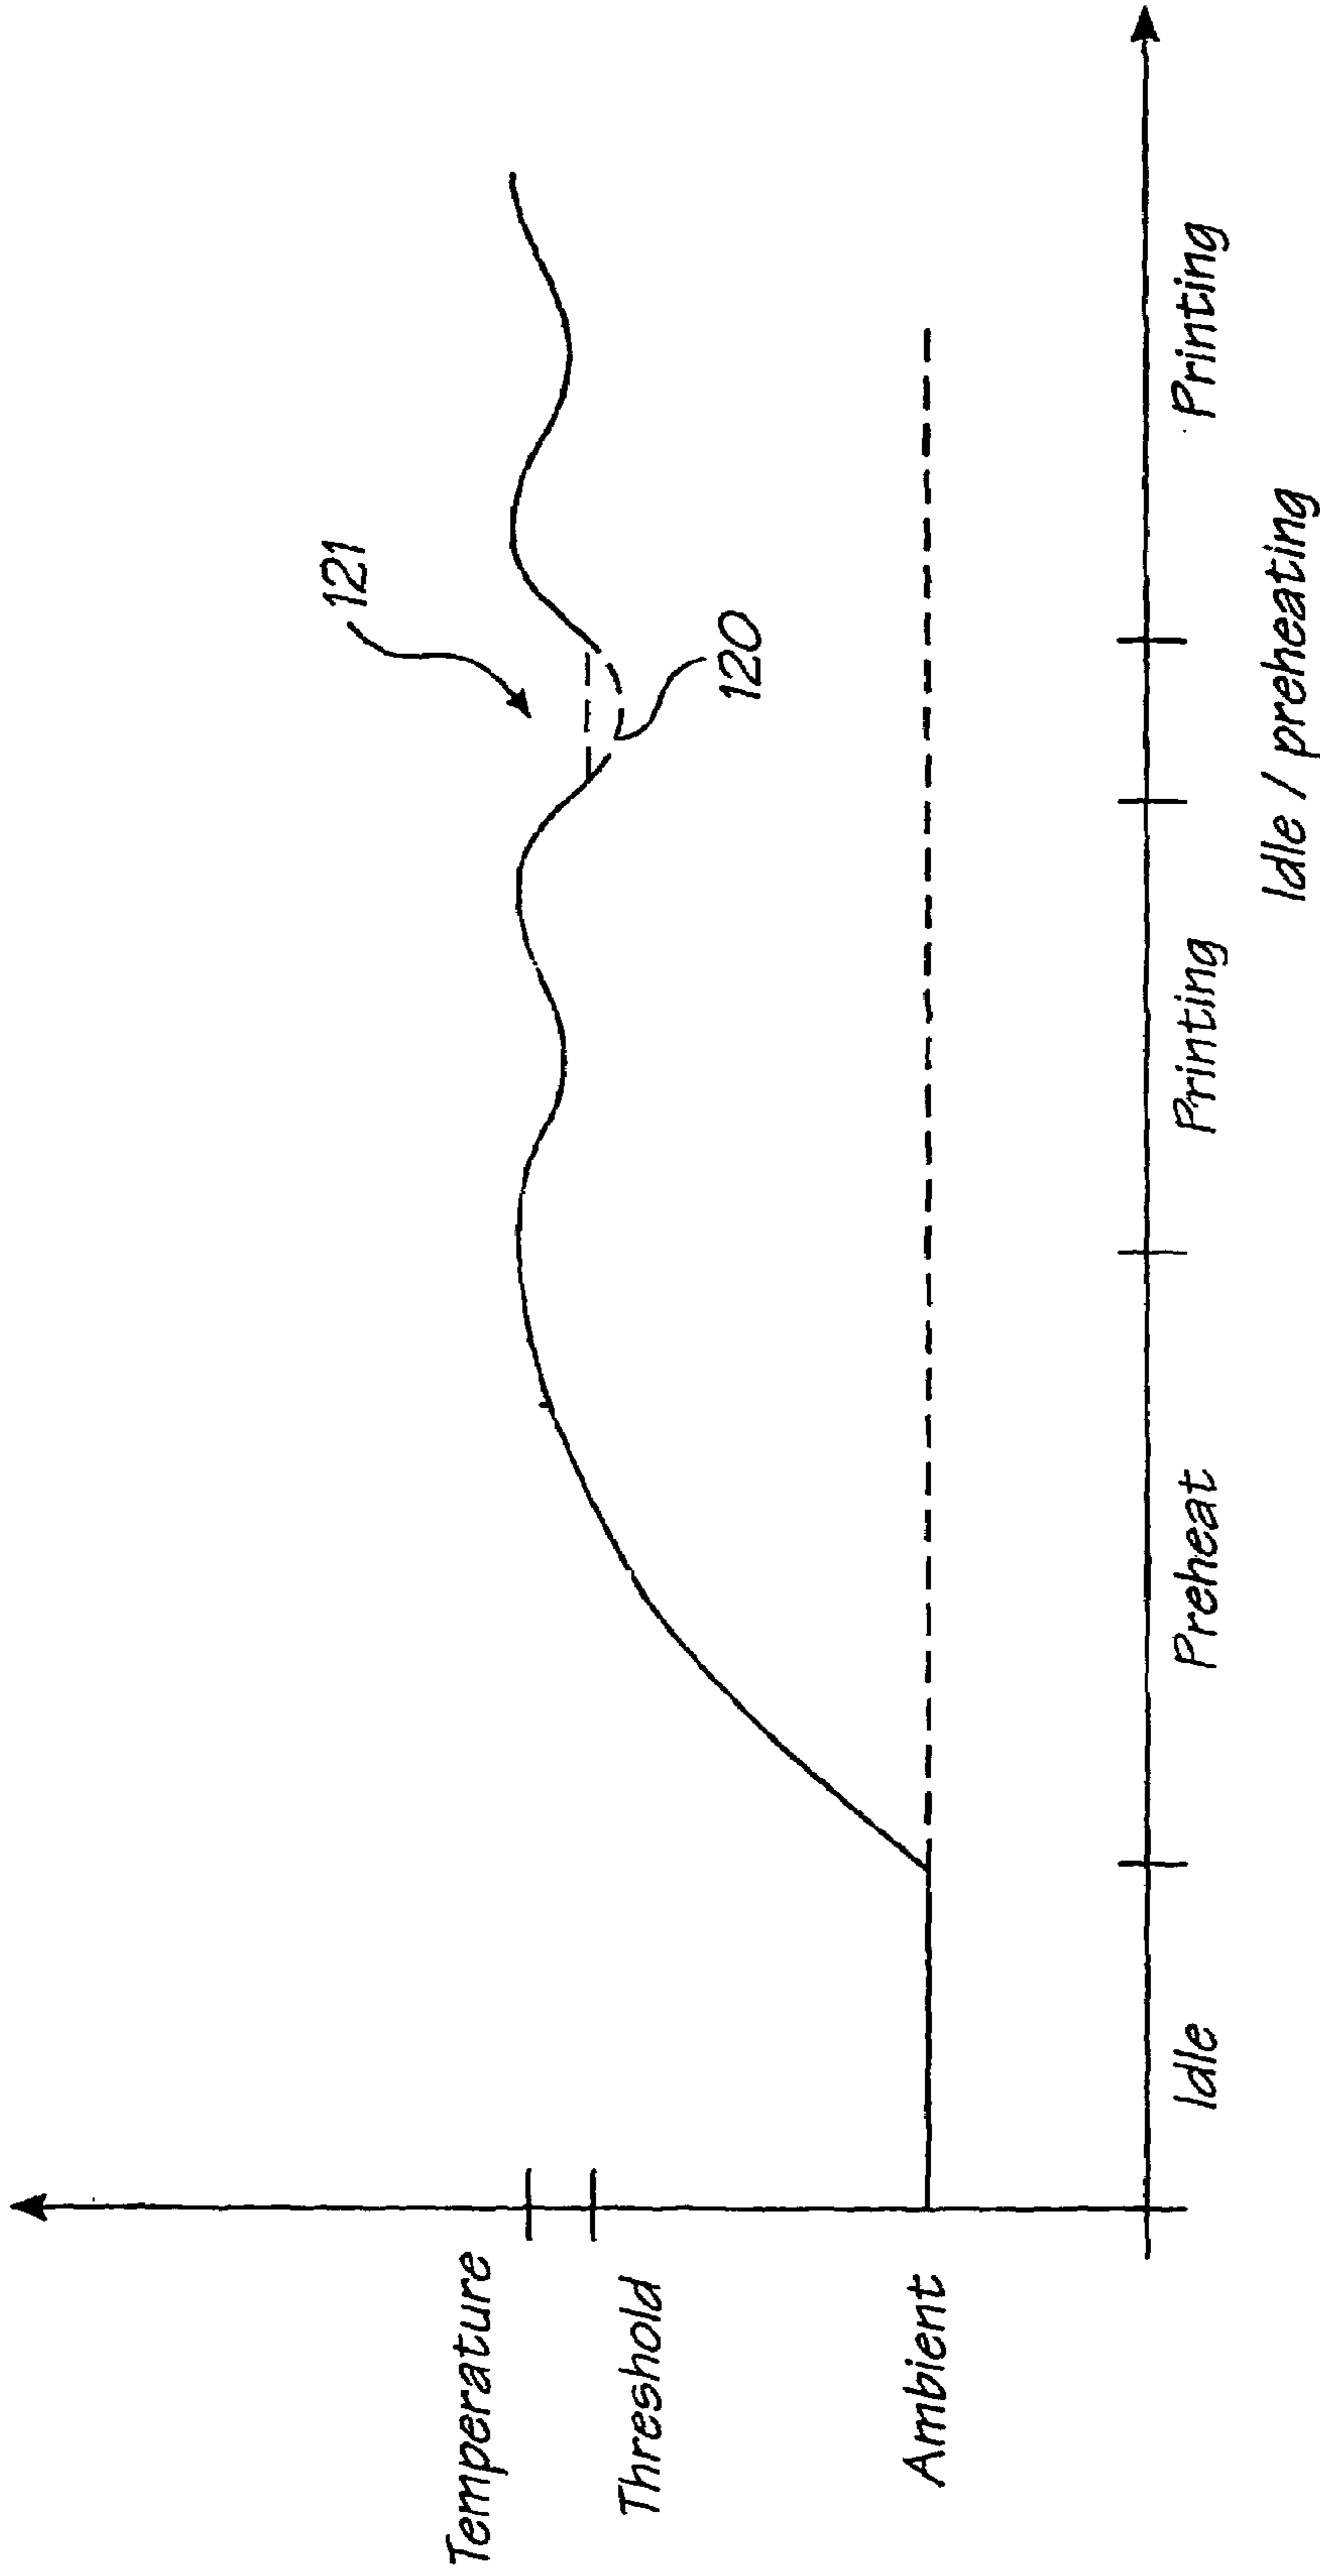 121
120
Temperature
Threshold
Ambient
Idle
Preheat
Printing
Printing
Idle / preheating